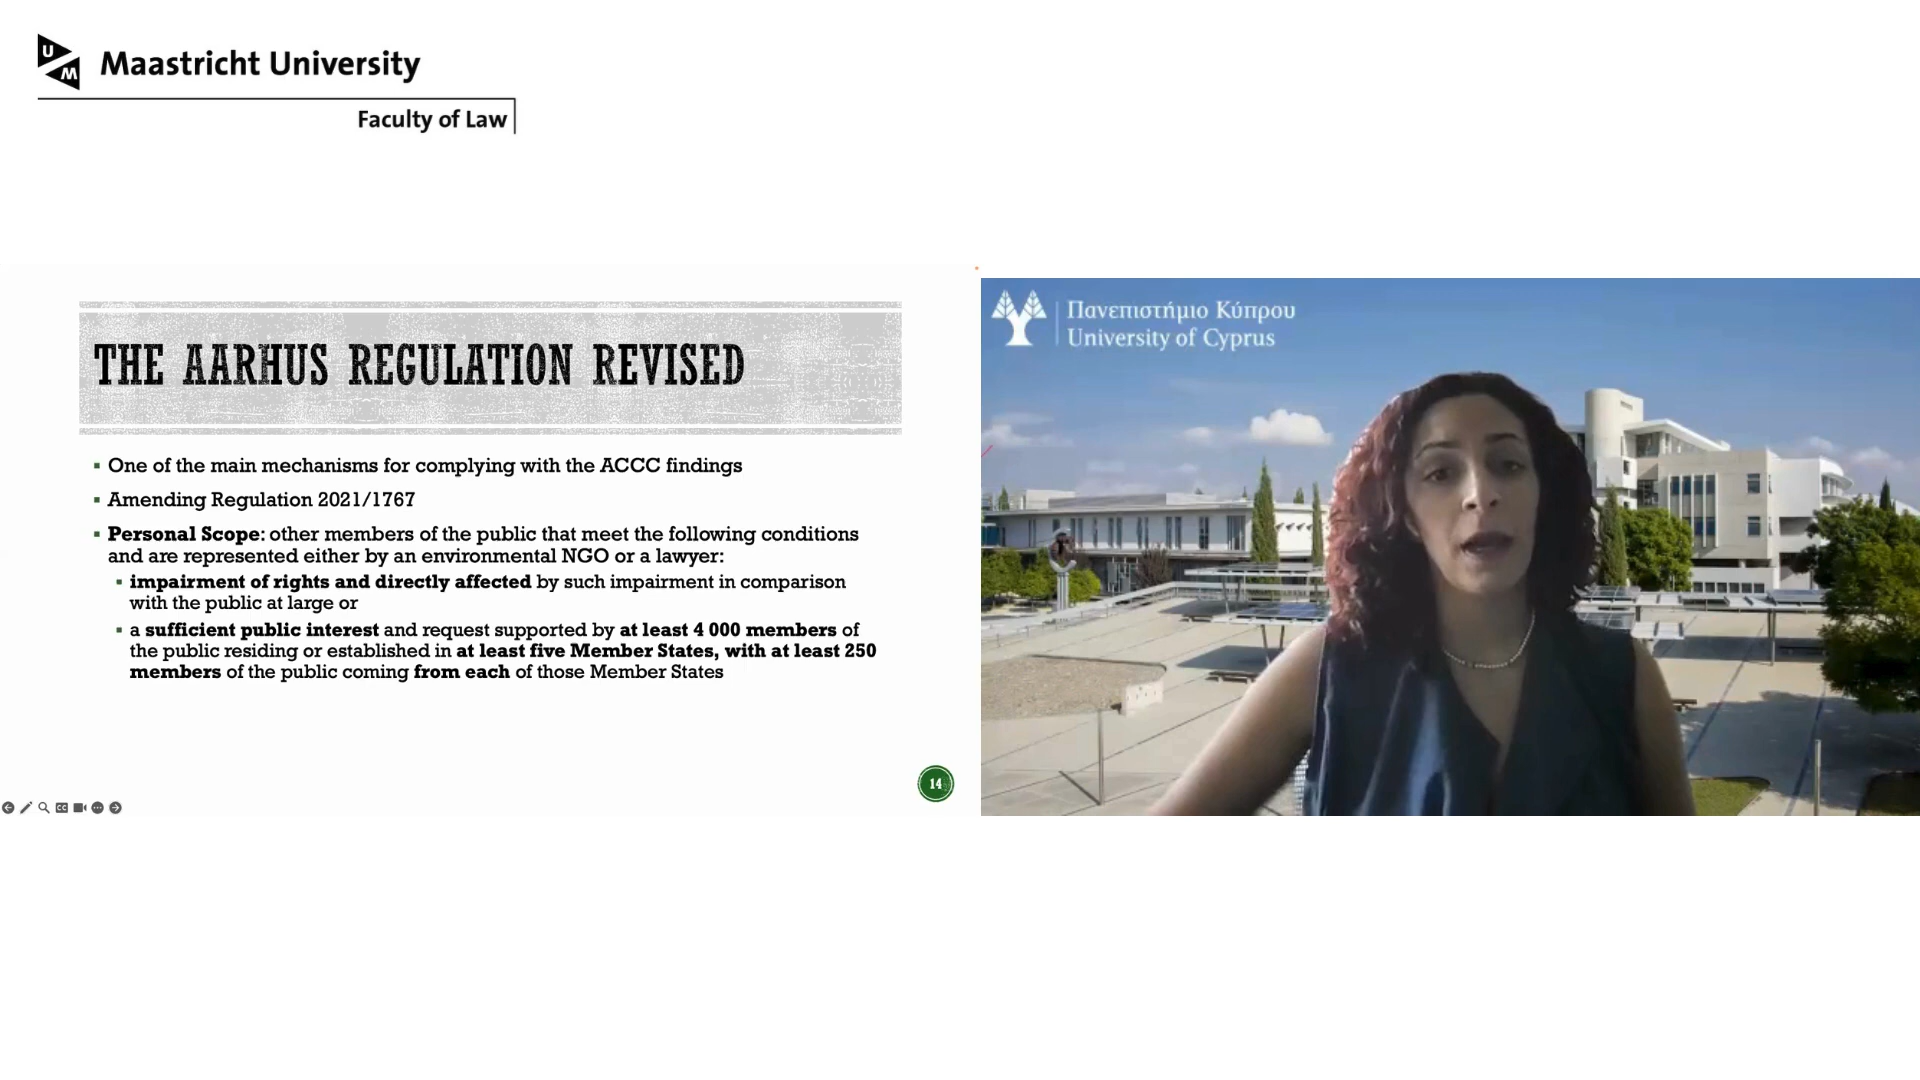 U
M
Maastricht University
Faculty of Law
THE AARHUS REGULATION REVISED
One of the main mechanisms for complying with the ACCC findings
Amending Regulation 2021/1767
Personal Scope: other members of the public that meet the following conditions
and are represented either by an environmental NGO or a lawyer:
impairment of rights and directly affected by such impairment in comparison
with the public at large or
a sufficient public interest and request supported by at least 4 000 members of
the public residing or established in at least five Member States, with at least 250
members of the public coming from each of those Member States
14
Πανεπιστήμιο Κύπρου
University of Cyprus